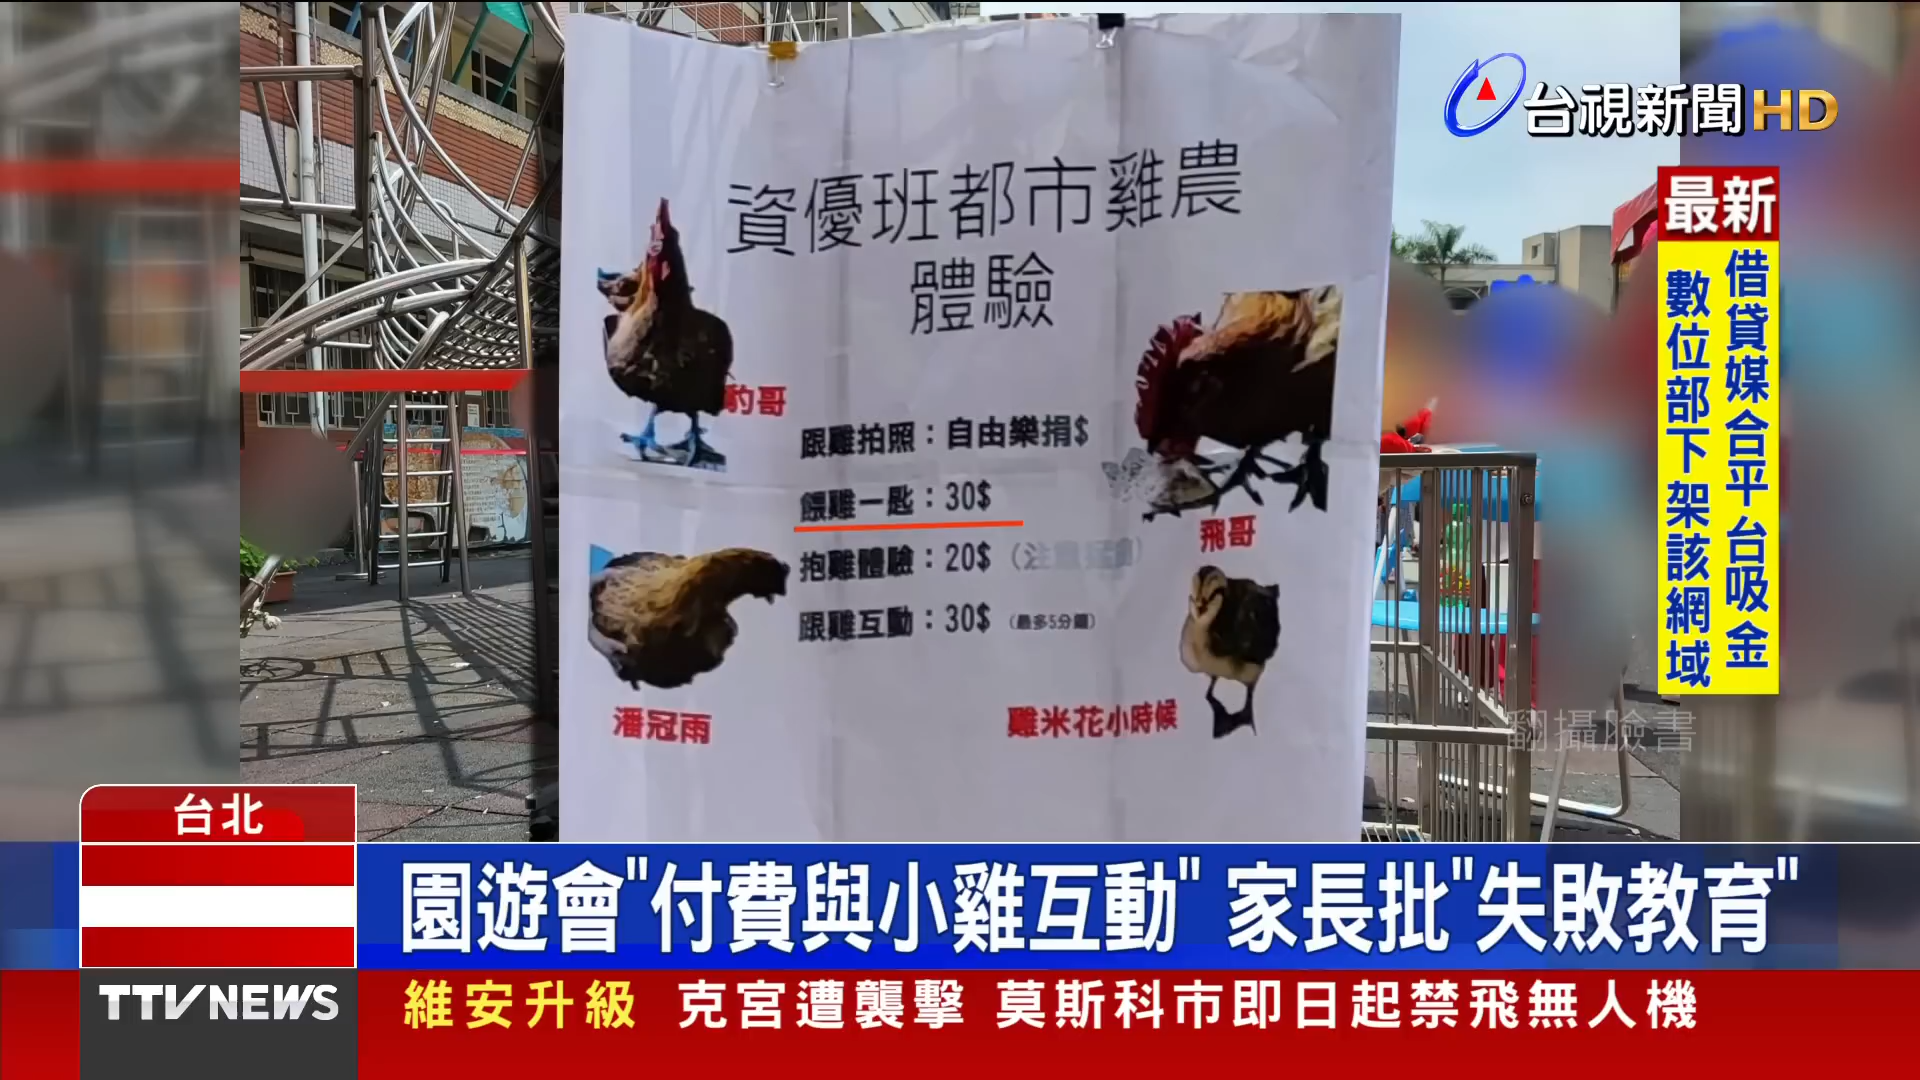 台視新聞HD
最新
借貸媒合平台吸金
數位部下架該網域
資優班都市雞農
體驗
豹哥
跟雞拍照：自由樂捐$
餵雞一匙：30$
抱雞體驗：20$
飛哥
跟雞互動：30$（最多5分鐘）
潘冠雨
雞米花小時候
翻攝臉書
台北
園遊會"付費與小雞互動" 家長批"失敗教育"
TTV NEWS
維安升級 克宮遭襲擊 莫斯科市即日起禁飛無人機